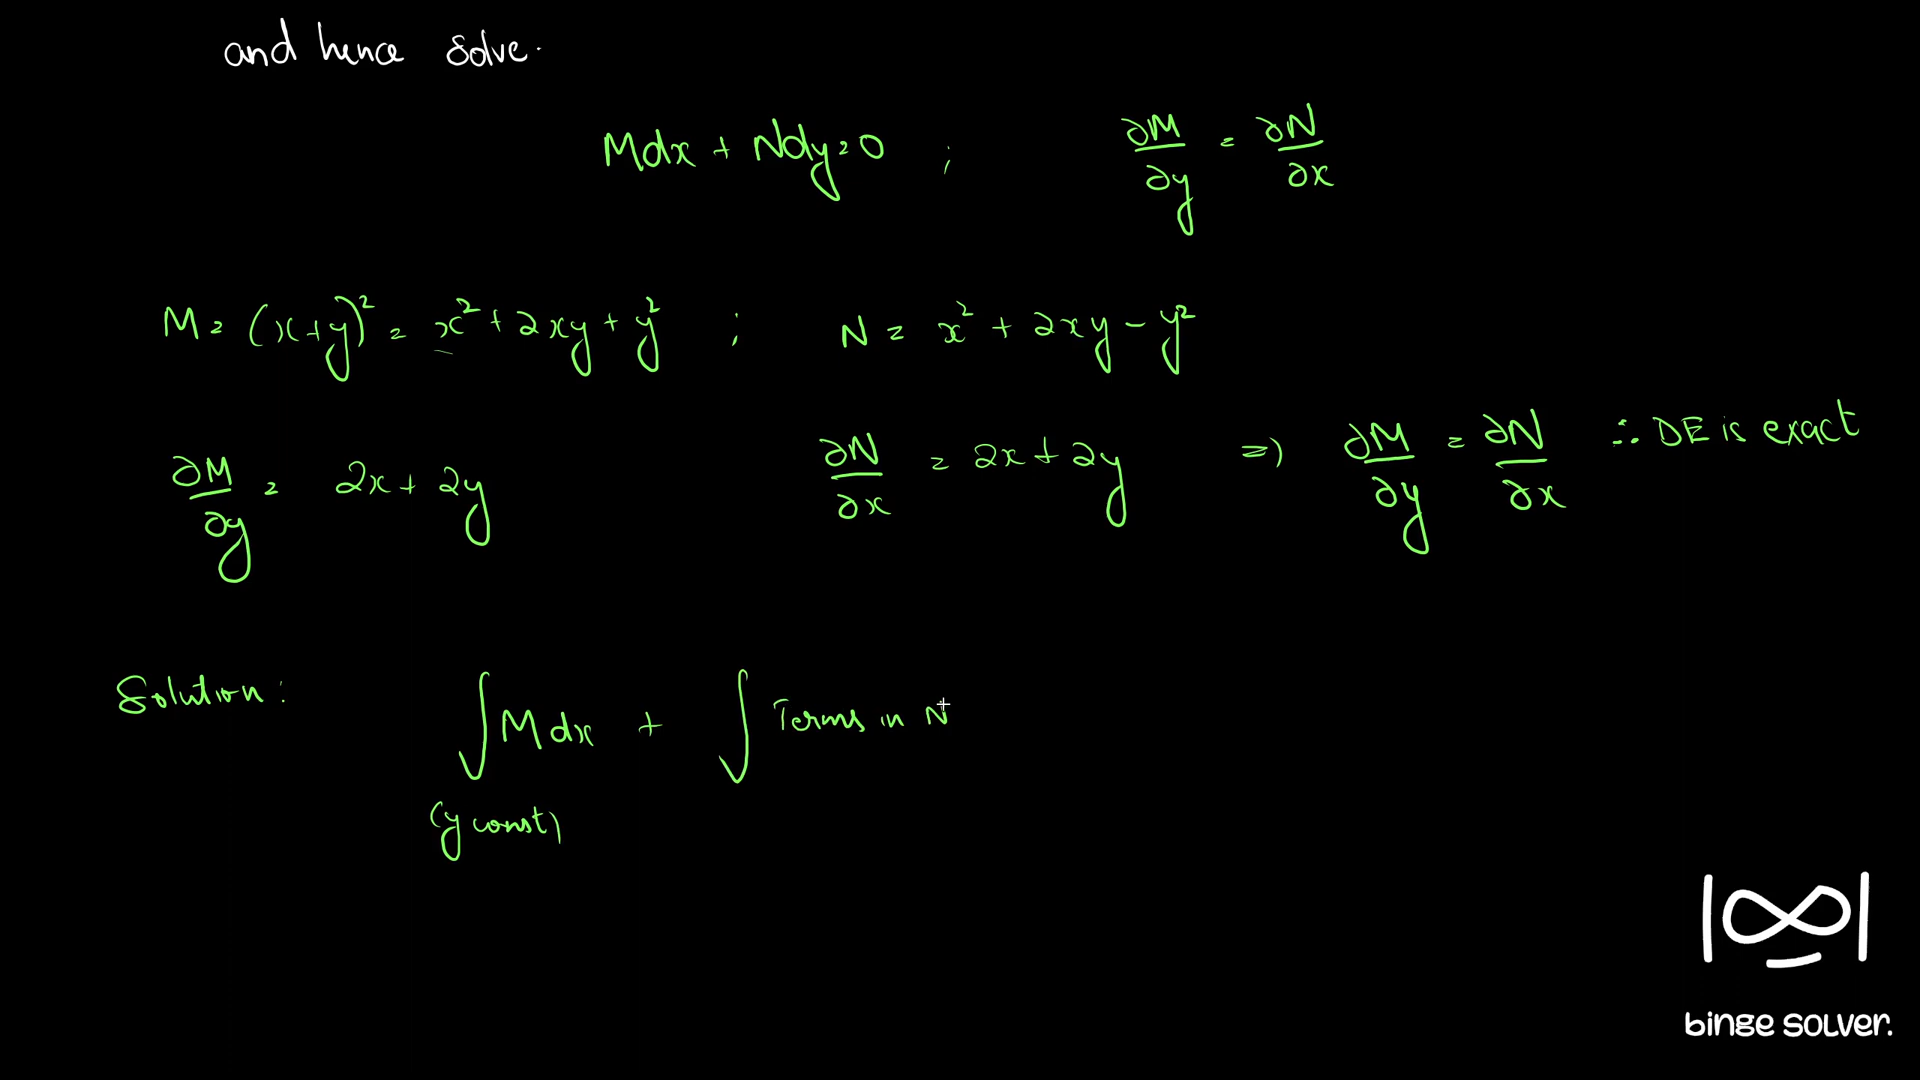 and hence solve.
Mdx + Ndy = 0 ; ∂M/∂y = ∂N/∂x
M = (x+y)² = x² + 2xy + y² ; N = x² + 2xy - y²
∂M/∂y = 2x + 2y ∂N/∂x = 2x + 2y => ∂M/∂y = ∂N/∂x ∴ DE is exact
Solution : ∫ M dx + ∫ Terms in N
(y const)
binge solver.